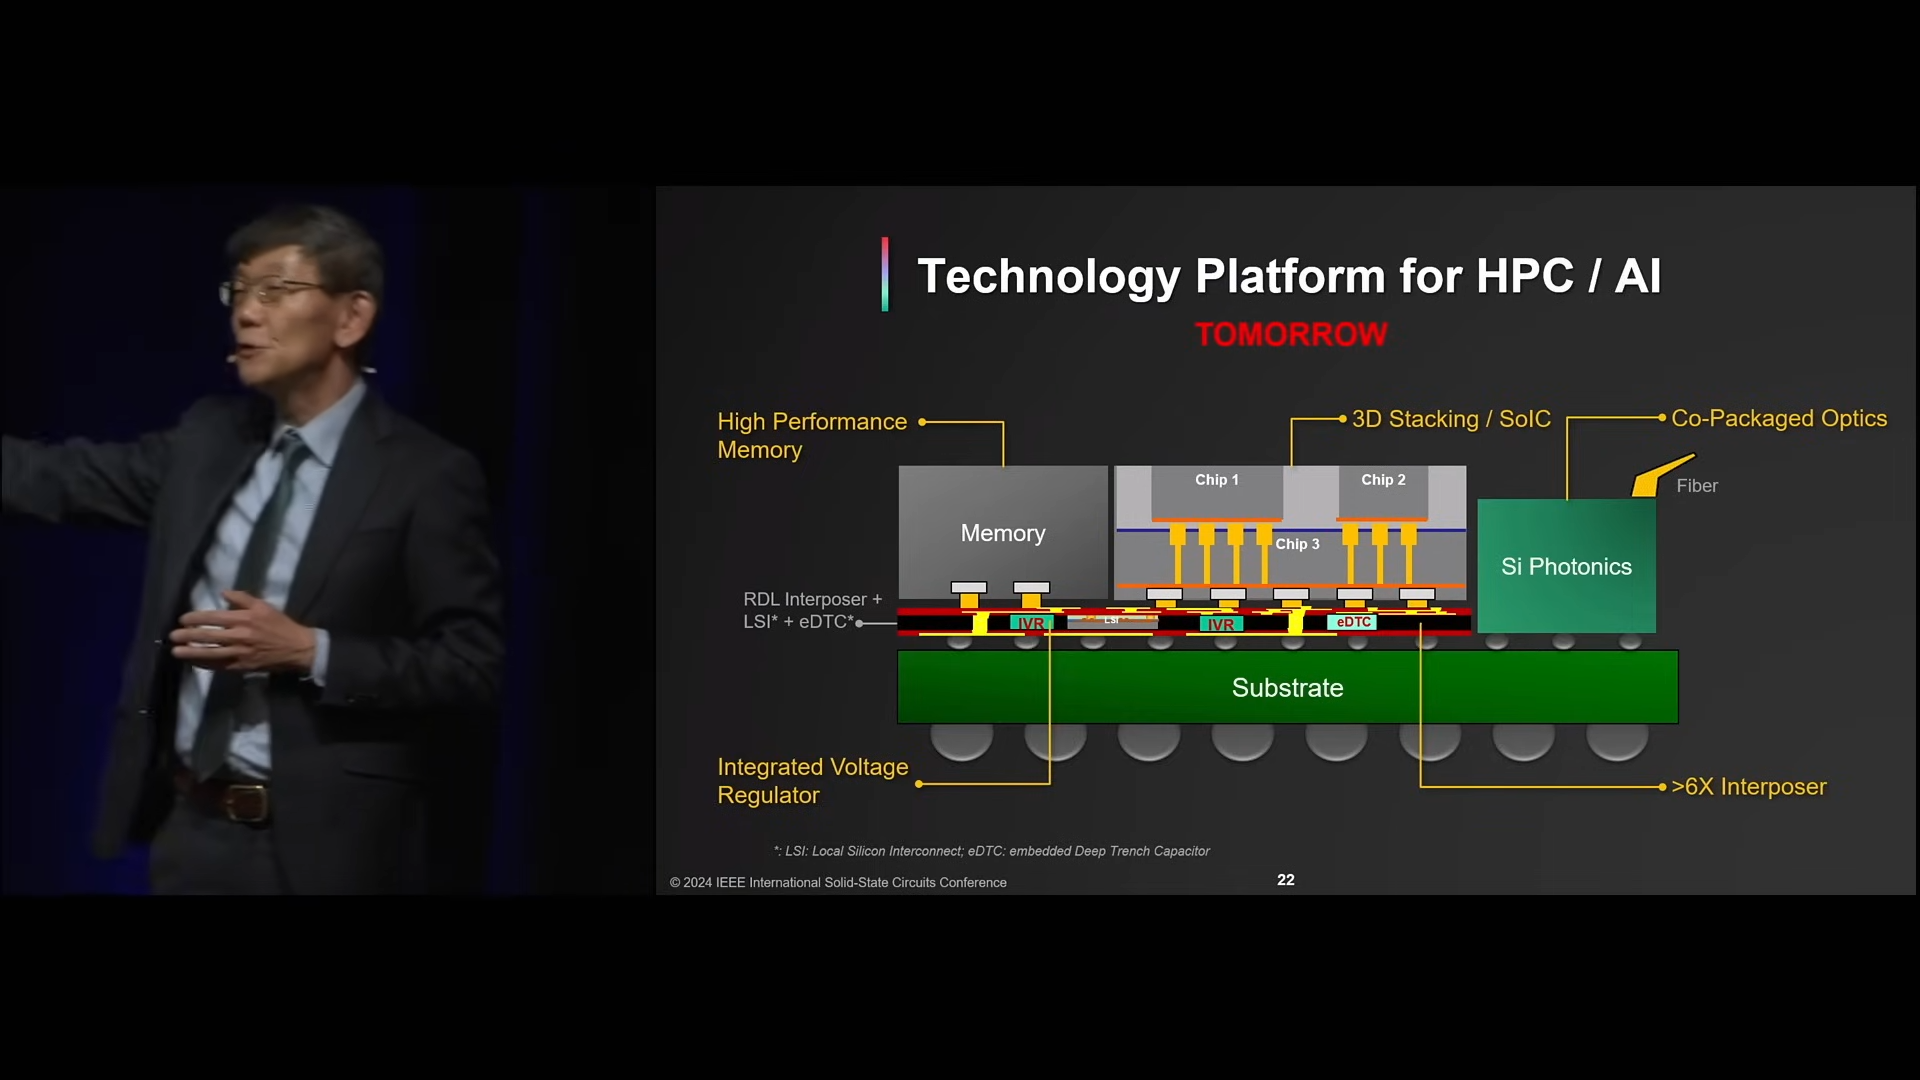 Technology Platform for HPC / AI
TOMORROW
High Performance
Memory
3D Stacking / SoIC
Co-Packaged Optics
Fiber
Chip 1
Chip 2
Chip 3
Memory
Si Photonics
RDL Interposer +
LSI* + eDTC*
IVR
LSI
IVR
eDTC
Substrate
Integrated Voltage
Regulator
>6X Interposer
*: LSI: Local Silicon Interconnect; eDTC: embedded Deep Trench Capacitor
© 2024 IEEE International Solid-State Circuits Conference
22